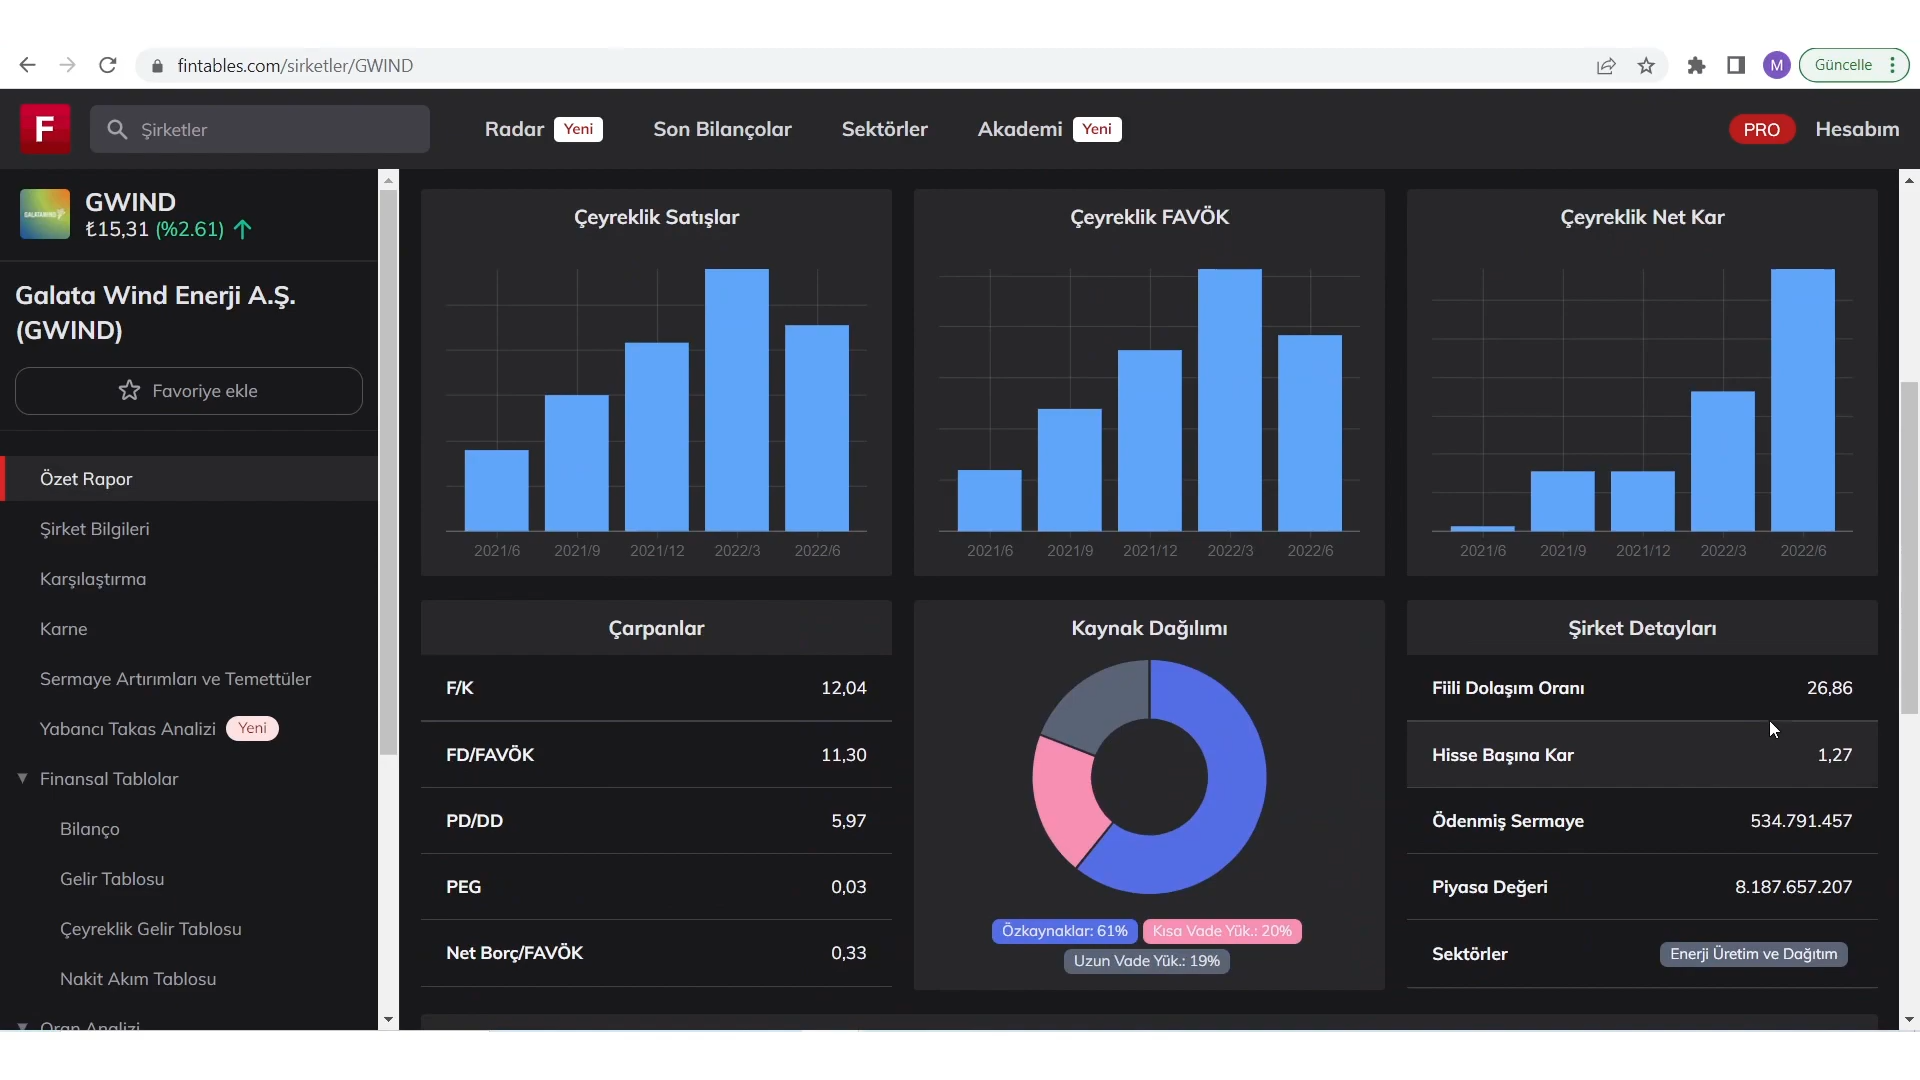 fintables.com/sirketler/GWIND
M
Güncelle
F
Şirketler
Radar Yeni
Son Bilançolar
Sektörler
Akademi Yeni
PRO
Hesabım
GALATAWIND
GWIND
₺15,31 (%2.61)
Galata Wind Enerji A.Ş.
(GWIND)
Favoriye ekle
Özet Rapor
Şirket Bilgileri
Karşılaştırma
Karne
Sermaye Artırımları ve Temettüler
Yabancı Takas Analizi Yeni
Finansal Tablolar
Bilanço
Gelir Tablosu
Çeyreklik Gelir Tablosu
Nakit Akım Tablosu
Oran Analizi
Çeyreklik Satışlar
2021/6 2021/9 2021/12 2022/3 2022/6
Çeyreklik FAVÖK
2021/6 2021/9 2021/12 2022/3 2022/6
Çeyreklik Net Kar
2021/6 2021/9 2021/12 2022/3 2022/6
Çarpanlar
F/K 12,04
FD/FAVÖK 11,30
PD/DD 5,97
PEG 0,03
Net Borç/FAVÖK 0,33
Kaynak Dağılımı
Özkaynaklar: 61% Kısa Vade Yük.: 20%
Uzun Vade Yük.: 19%
Şirket Detayları
Fiili Dolaşım Oranı 26,86
Hisse Başına Kar 1,27
Ödenmiş Sermaye 534.791.457
Piyasa Değeri 8.187.657.207
Sektörler Enerji Üretim ve Dağıtım